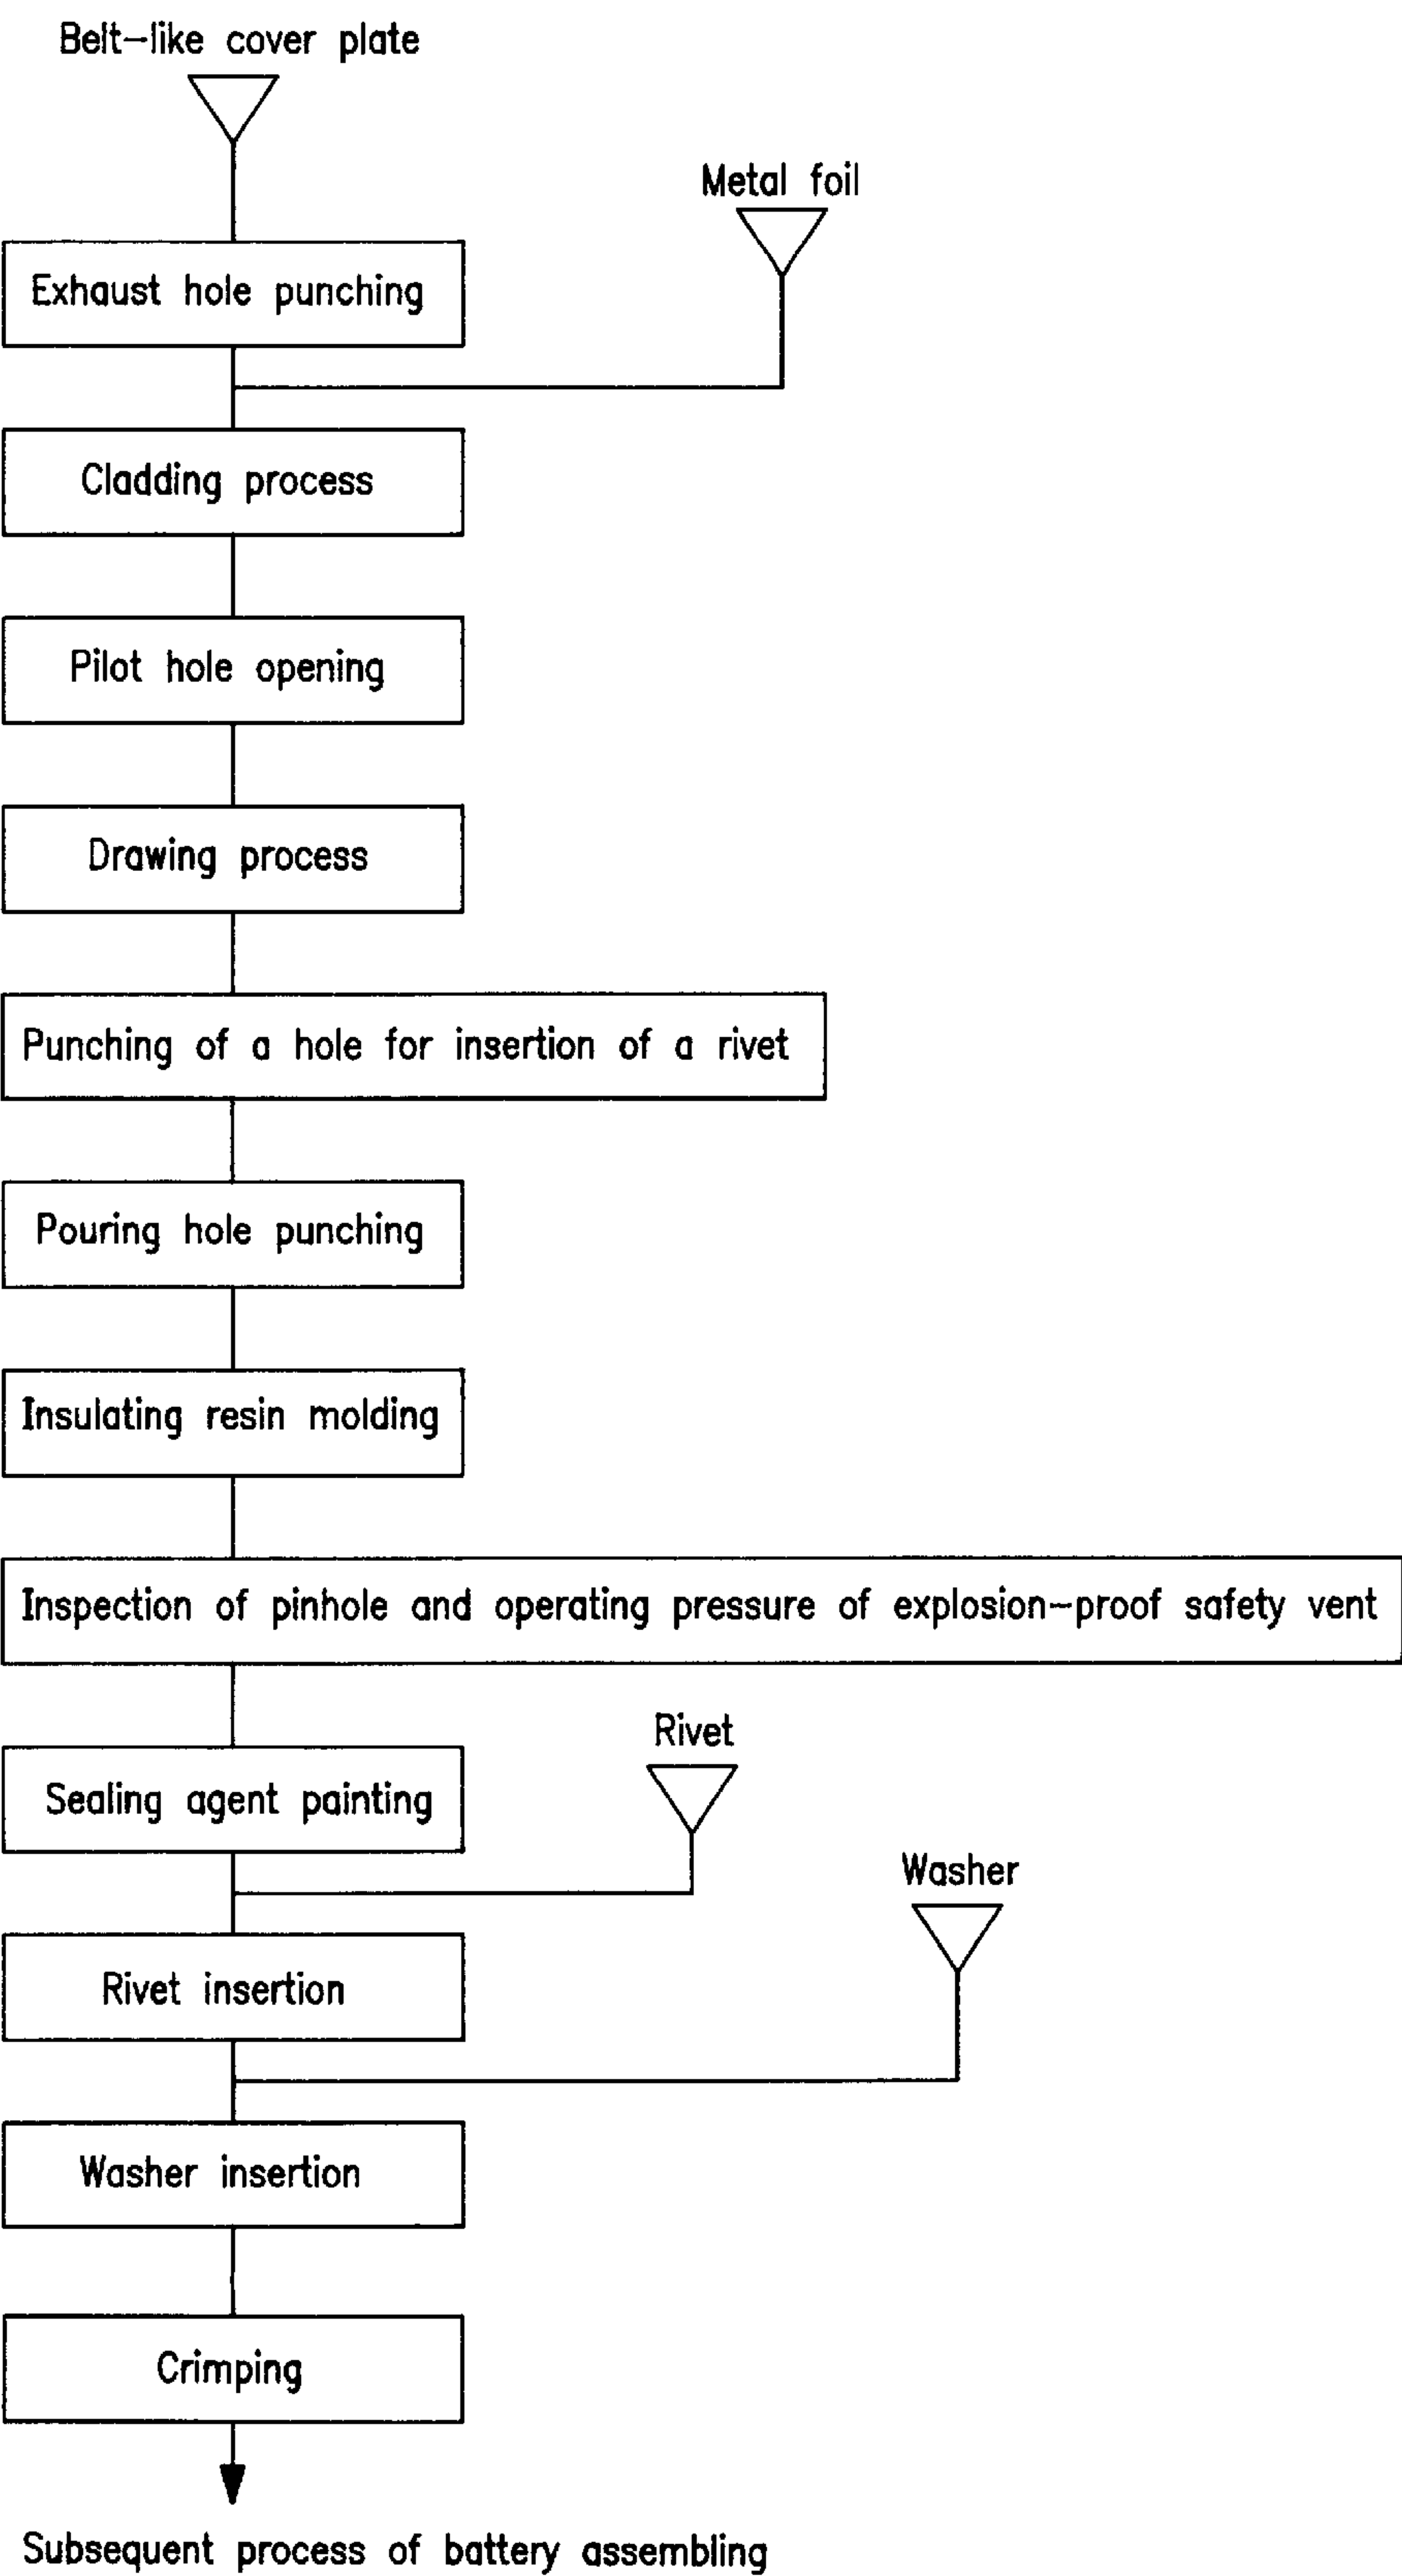 Belt-like cover plate
Metal foil
Exhaust hole punching
Cladding process
Pilot hole opening
Drawing process
Punching of a hole for insertion of a rivet
Pouring hole punching
Insulating resin molding
Inspection of pinhole and operating pressure of explosion-proof safety vent
Rivet
Sealing agent painting
Washer
Rivet insertion
Washer insertion
Crimping
Subsequent process of battery assembling